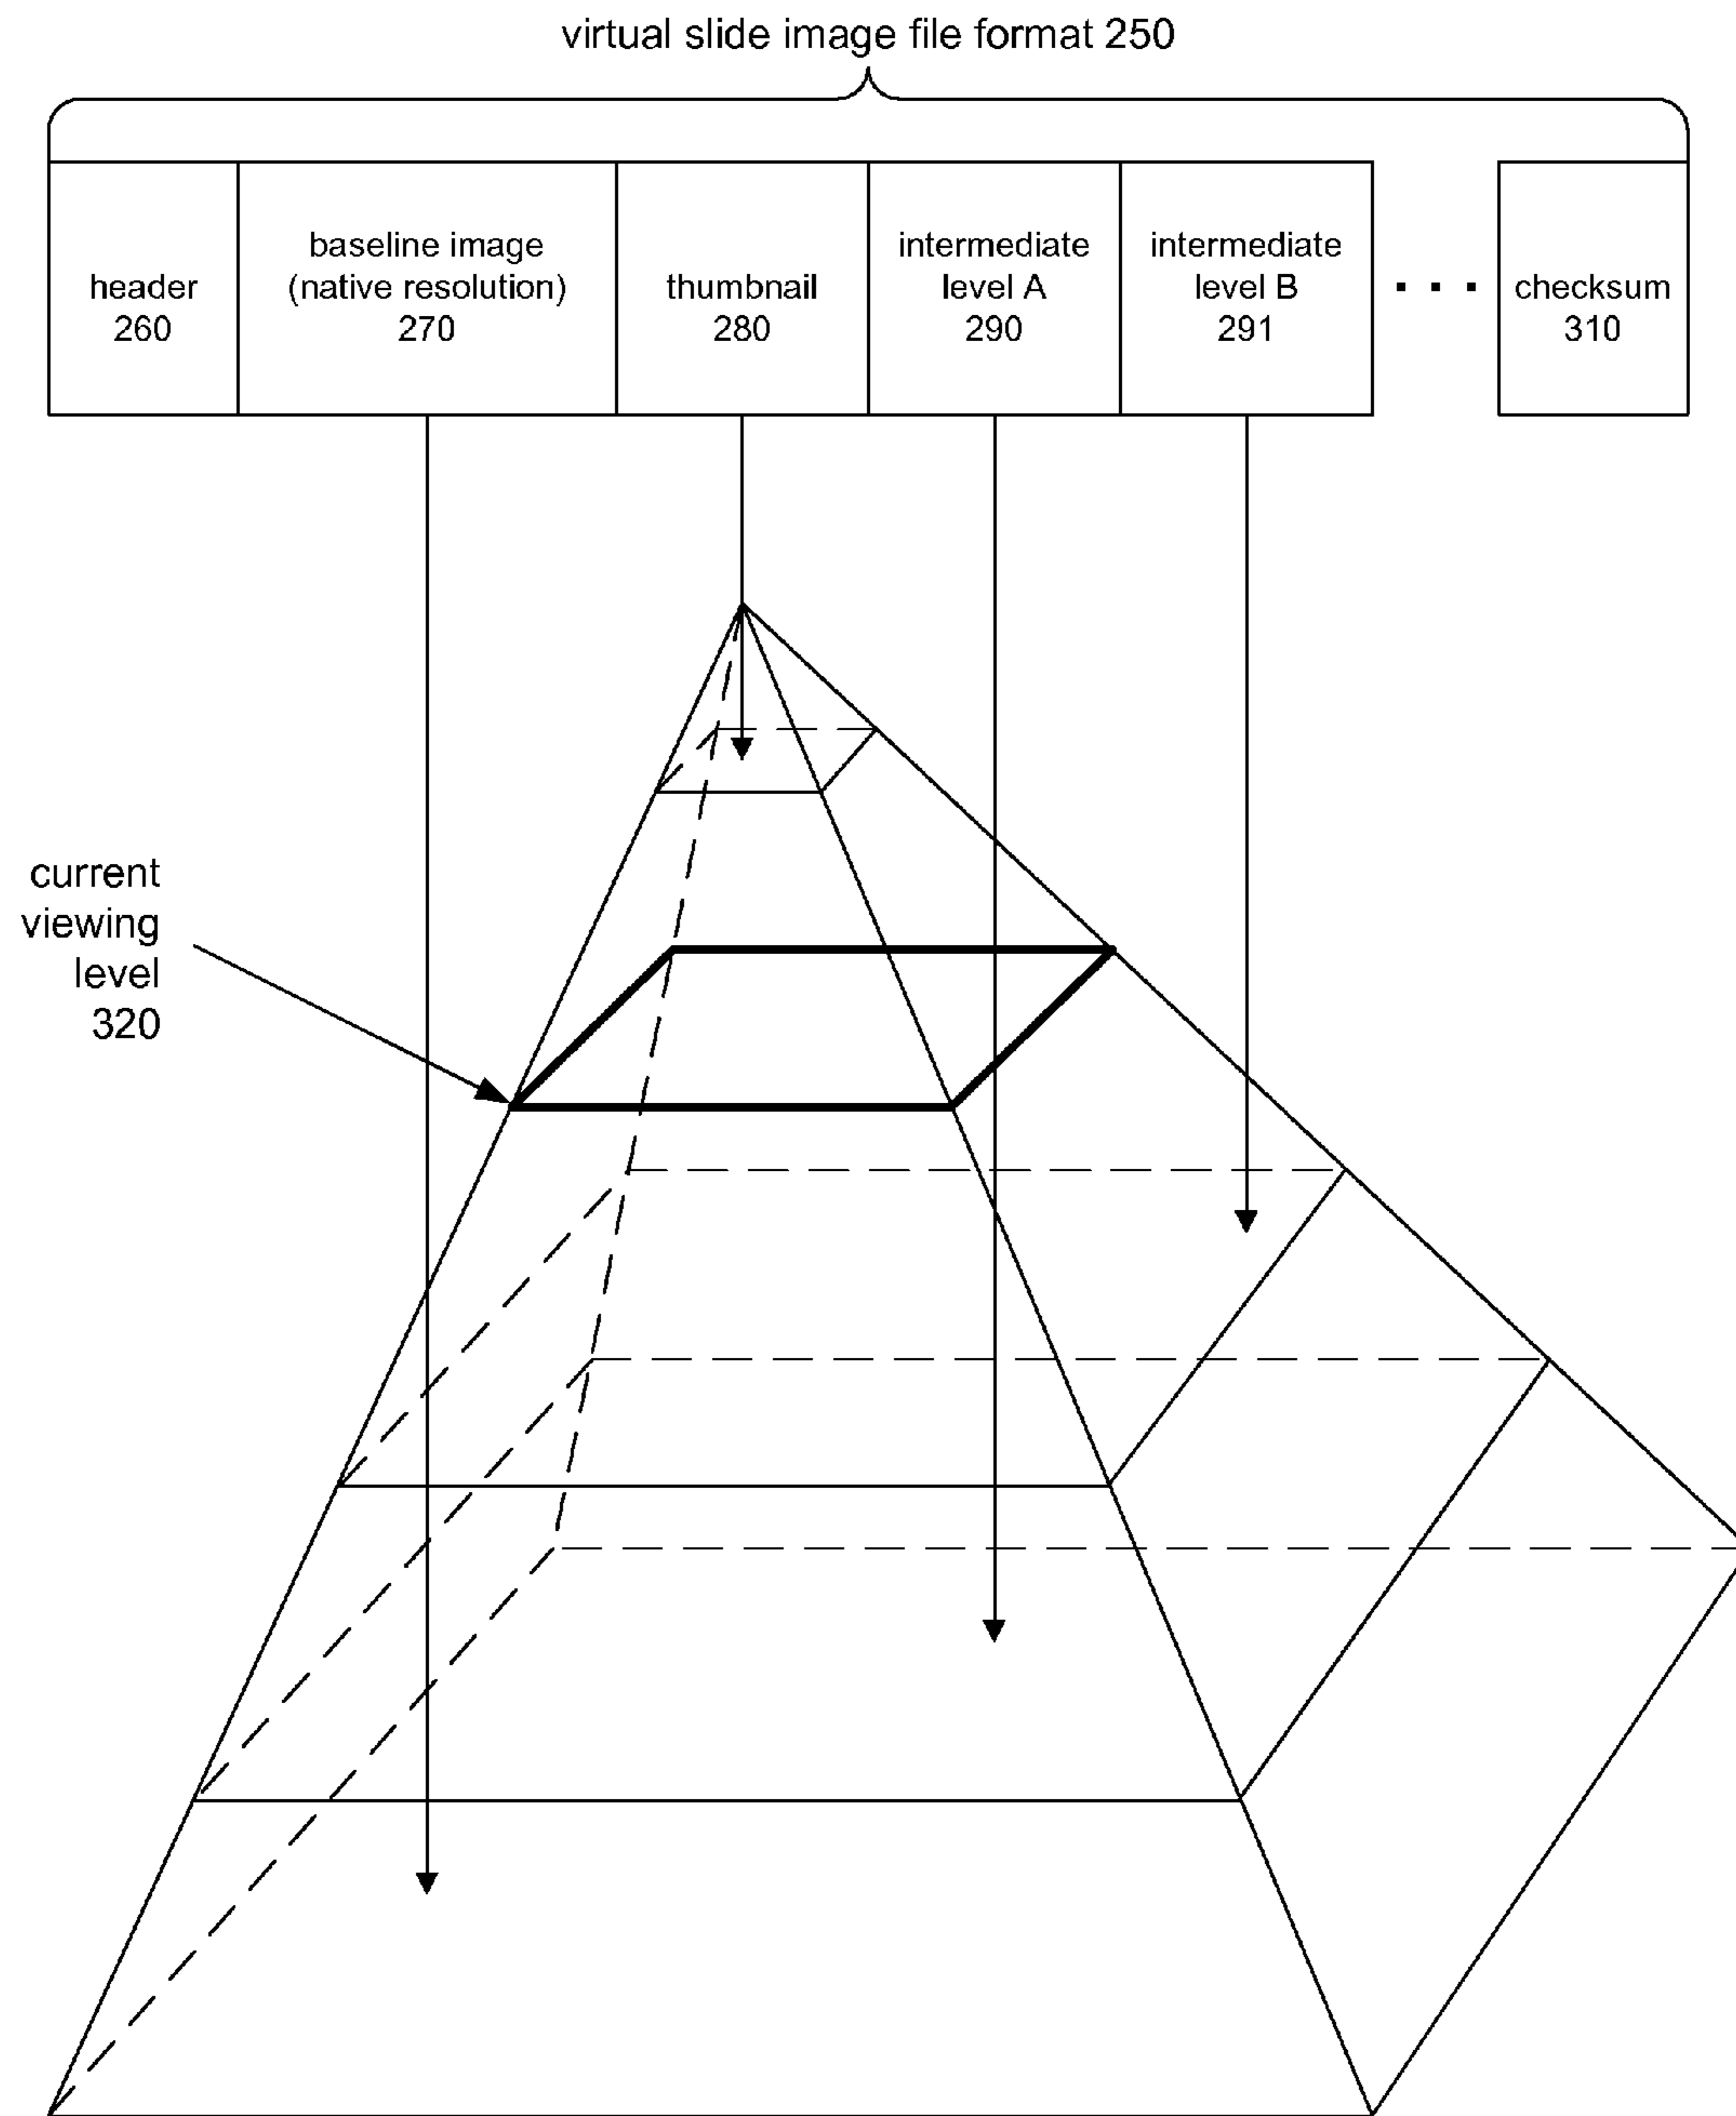 virtual slide image file format 250
header
260
baseline image
(native resolution)
270
thumbnail
280
intermediate
level A
290
intermediate
level B
291
. . .
checksum
310
current
viewing
level
320